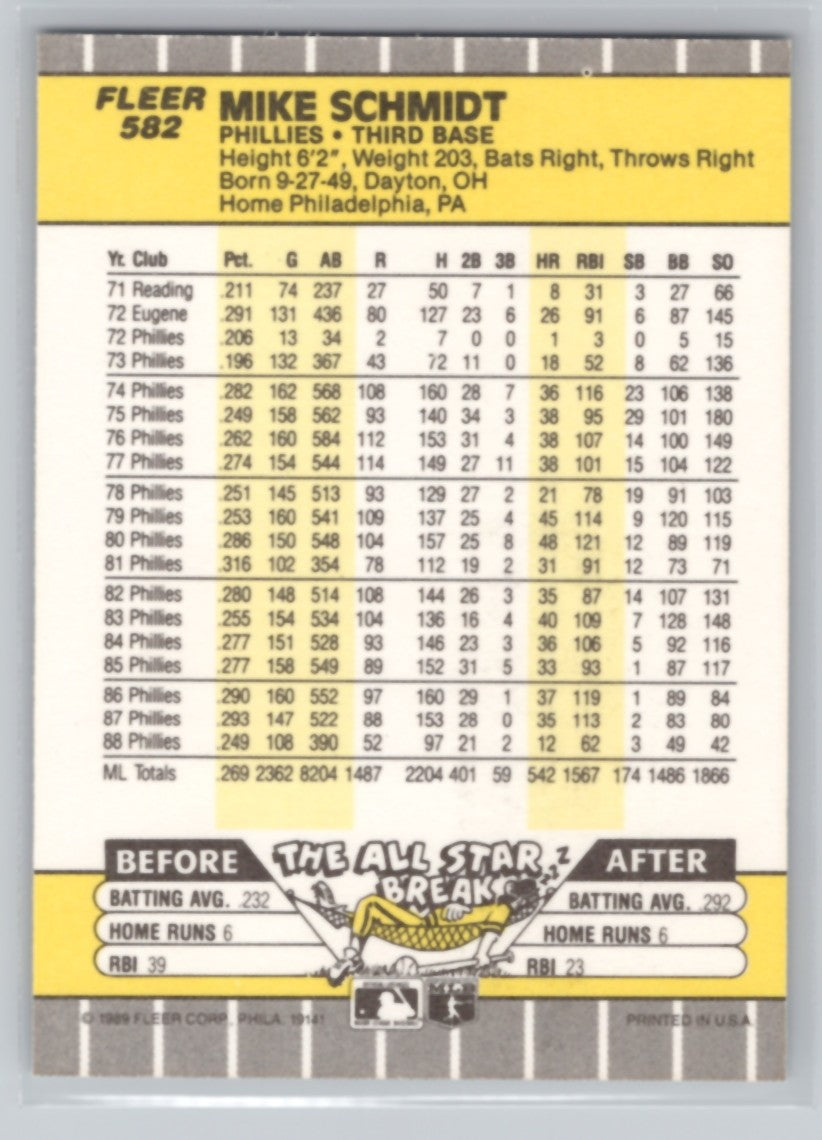 FLEER
582
MIKE SCHMIDT
PHILLIES • THIRD BASE
Height 6'2", Weight 203, Bats Right, Throws Right
Born 9-27-49, Dayton, OH
Home Philadelphia, PA
Yr. Club Pct. G AB R H 2B 3B HR RBI SB BB SO
71 Reading .211 74 237 27 50 7 1 8 31 3 27 66
72 Eugene .291 131 436 80 127 23 6 26 91 6 87 145
72 Phillies .206 13 34 2 7 0 0 1 3 0 5 15
73 Phillies .196 132 367 43 72 11 0 18 52 8 62 136
74 Phillies .282 162 568 108 160 28 7 36 116 23 106 138
75 Phillies .249 158 562 93 140 34 3 38 95 29 101 180
76 Phillies .262 160 584 112 153 31 4 38 107 14 100 149
77 Phillies .274 154 544 114 149 27 11 38 101 15 104 122
78 Phillies .251 145 513 93 129 27 2 21 78 19 91 103
79 Phillies .253 160 541 109 137 25 4 45 114 9 120 115
80 Phillies .286 150 548 104 157 25 8 48 121 12 89 119
81 Phillies .316 102 354 78 112 19 2 31 91 12 73 71
82 Phillies .280 148 514 108 144 26 3 35 87 14 107 131
83 Phillies .255 154 534 104 136 16 4 40 109 7 128 148
84 Phillies .277 151 528 93 146 23 3 36 106 5 92 116
85 Phillies .277 158 549 89 152 31 5 33 93 1 87 117
86 Phillies .290 160 552 97 160 29 1 37 119 1 89 84
87 Phillies .293 147 522 88 153 28 0 35 113 2 83 80
88 Phillies .249 108 390 52 97 21 2 12 62 3 49 42
ML Totals .269 2362 8204 1487 2204 401 59 542 1567 174 1486 1866
BEFORE THE ALL STAR BREAK AFTER
Z-Z-Z
BATTING AVG. .232
HOME RUNS 6
RBI 39
BATTING AVG. .292
HOME RUNS 6
RBI 23
© 1989 FLEER CORP., PHILA. 19141
PRINTED IN U.S.A.